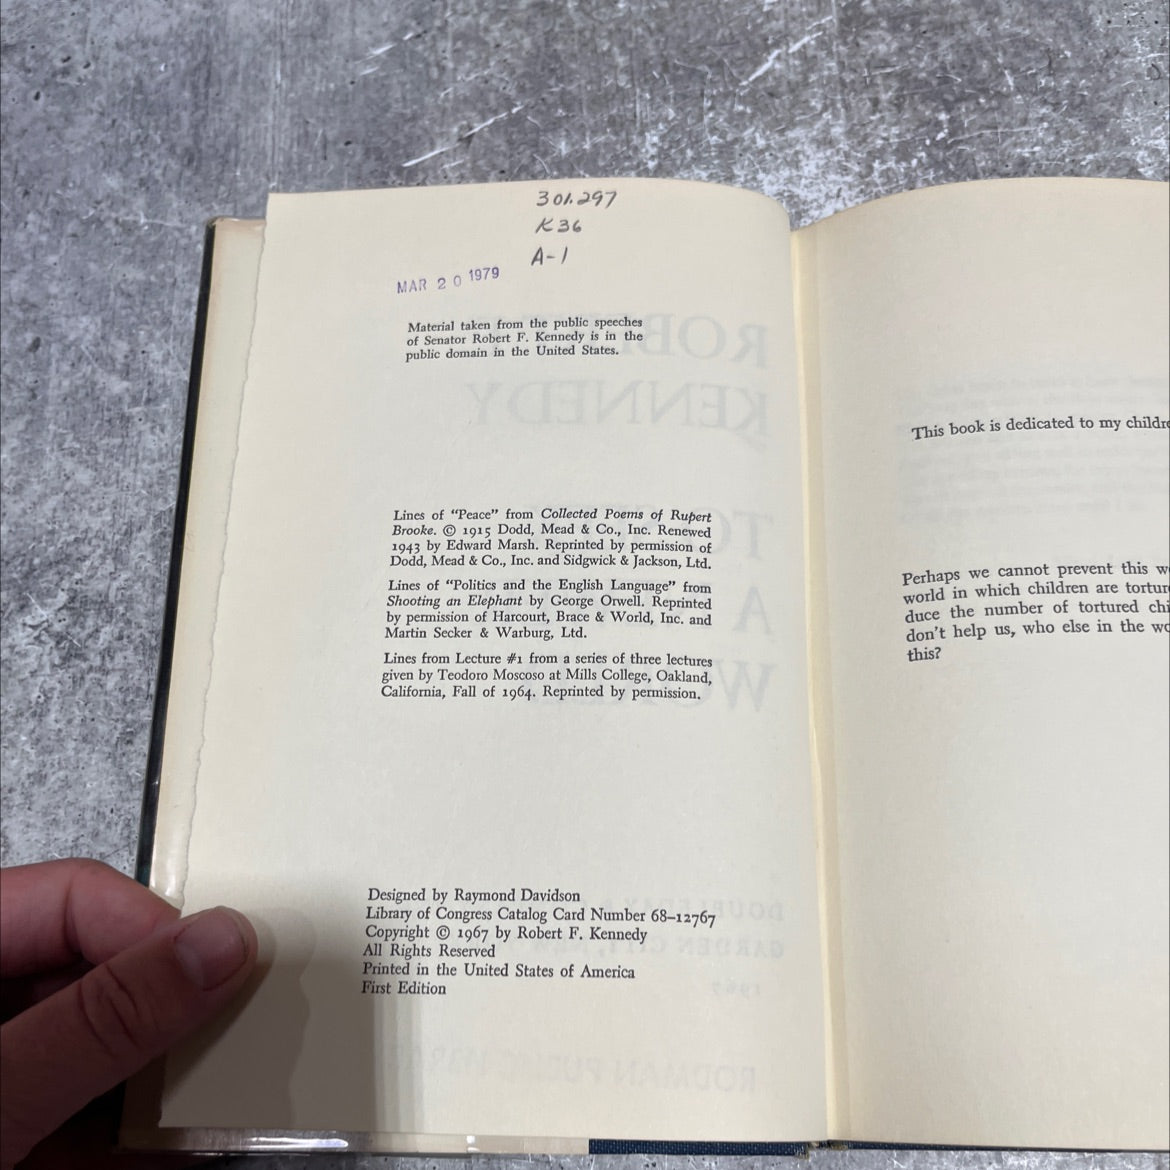 301.297
K36
A-1
MAR 20 1979
Material taken from the public speeches
of Senator Robert F. Kennedy is in the
public domain in the United States.
Lines of “Peace” from Collected Poems of Rupert
Brooke. © 1915 Dodd, Mead & Co., Inc. Renewed
1943 by Edward Marsh. Reprinted by permission of
Dodd, Mead & Co., Inc. and Sidgwick & Jackson, Ltd.
Lines of “Politics and the English Language” from
Shooting an Elephant by George Orwell. Reprinted
by permission of Harcourt, Brace & World, Inc. and
Martin Secker & Warburg, Ltd.
Lines from Lecture #1 from a series of three lectures
given by Teodoro Moscoso at Mills College, Oakland,
California, Fall of 1964. Reprinted by permission.
Designed by Raymond Davidson
Library of Congress Catalog Card Number 68–12767
Copyright © 1967 by Robert F. Kennedy
All Rights Reserved
Printed in the United States of America
First Edition
This book is dedicated to my childre
Perhaps we cannot prevent this w
world in which children are tortur
duce the number of tortured chi
don’t help us, who else in the wo
this?